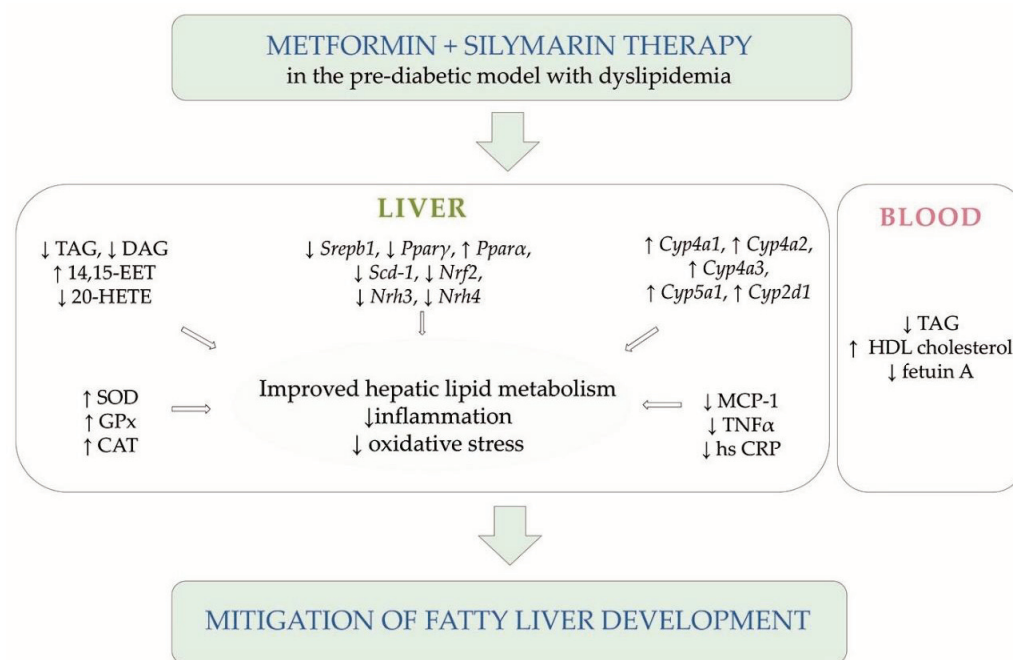 METFORMIN + SILYMARIN THERAPY
in the pre-diabetic model with dyslipidemia
LIVER
↓ TAG, ↓ DAG
↑ 14,15-EET
↓ 20-HETE
↓ Srepb1, ↓ Pparγ, ↑ Pparα,
↓ Scd-1, ↓ Nrf2,
↓ Nrh3, ↓ Nrh4
↑ Cyp4a1, ↑ Cyp4a2,
↑ Cyp4a3,
↑ Cyp5a1, ↑ Cyp2d1
↑ SOD
↑ GPx
↑ CAT
Improved hepatic lipid metabolism
↓inflammation
↓ oxidative stress
↓ MCP-1
↓ TNFα
↓ hs CRP
BLOOD
↓ TAG
↑ HDL cholesterol
↓ fetuin A
MITIGATION OF FATTY LIVER DEVELOPMENT